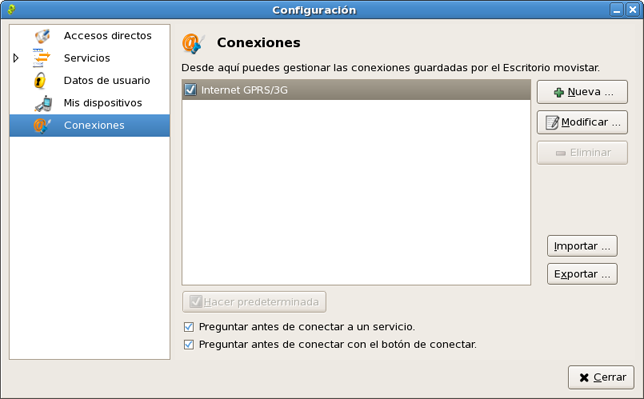 Configuración
Accesos directos
Servicios
Datos de usuario
Mis dispositivos
Conexiones
Conexiones
Desde aquí puedes gestionar las conexiones guardadas por el Escritorio movistar.
Internet GPRS/3G
Nueva ...
Modificar ...
Eliminar
Importar ...
Exportar ...
Hacer predeterminada
Preguntar antes de conectar a un servicio.
Preguntar antes de conectar con el botón de conectar.
Cerrar